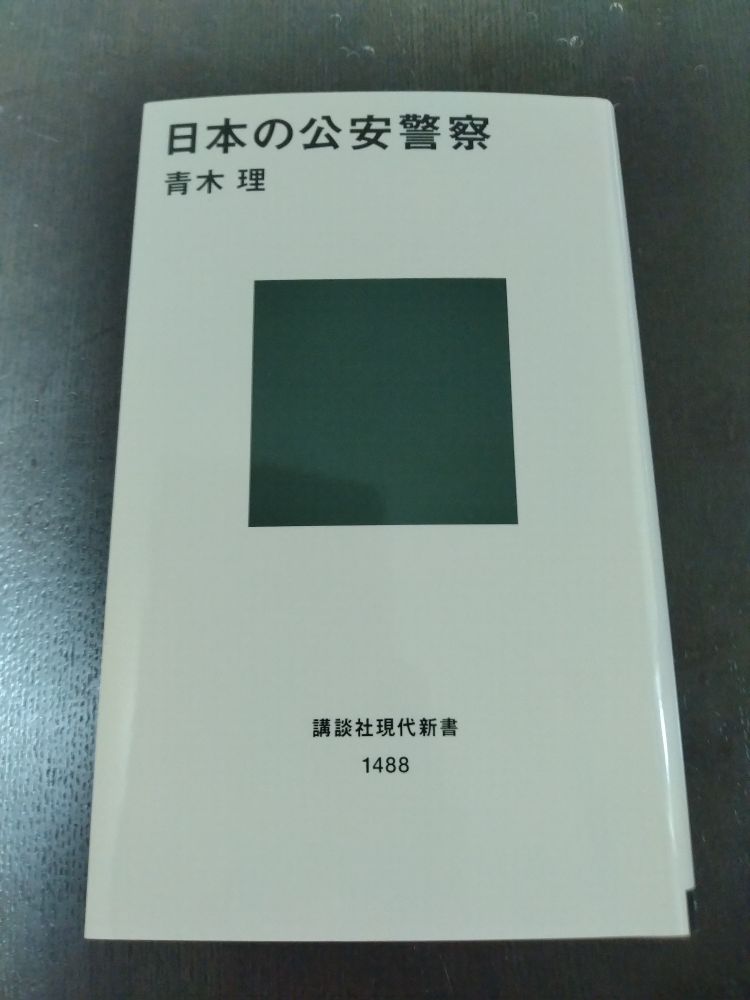 日本の公安警察
青木 理
講談社現代新書
1488